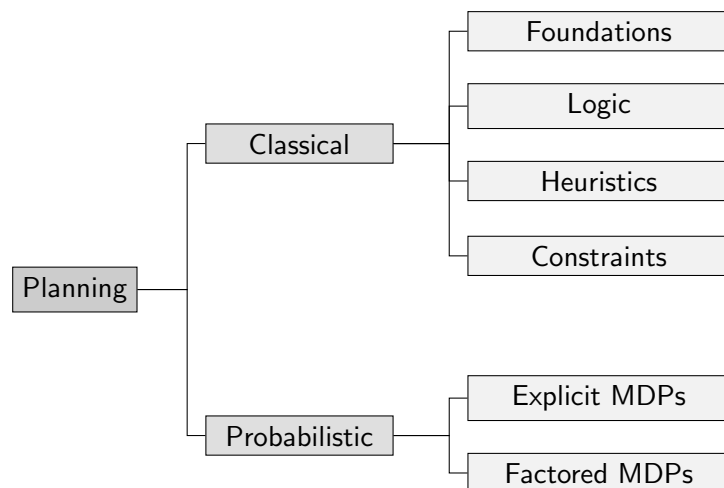 Foundations
Logic
Classical
Heuristics
Constraints
Planning
Explicit MDPs
Probabilistic
Factored MDPs